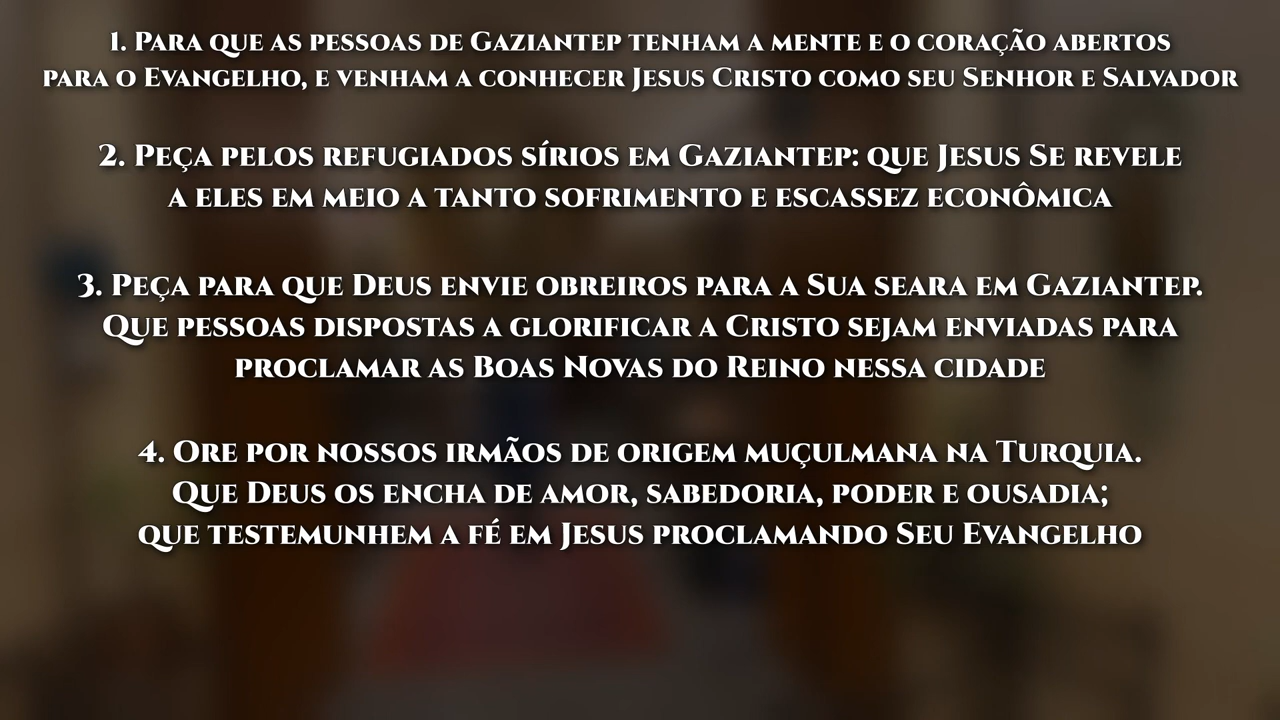 1. Para que as pessoas de Gaziantep tenham a mente e o coração abertos
para o Evangelho, e venham a conhecer Jesus Cristo como seu Senhor e Salvador
2. Peça pelos refugiados sírios em Gaziantep: que Jesus Se revele
a eles em meio a tanto sofrimento e escassez econômica
3. Peça para que Deus envie obreiros para a Sua seara em Gaziantep.
Que pessoas dispostas a glorificar a Cristo sejam enviadas para
proclamar as Boas Novas do Reino nessa cidade
4. Ore por nossos irmãos de origem muçulmana na Turquia.
Que Deus os encha de amor, sabedoria, poder e ousadia;
que testemunhem a fé em Jesus proclamando Seu Evangelho